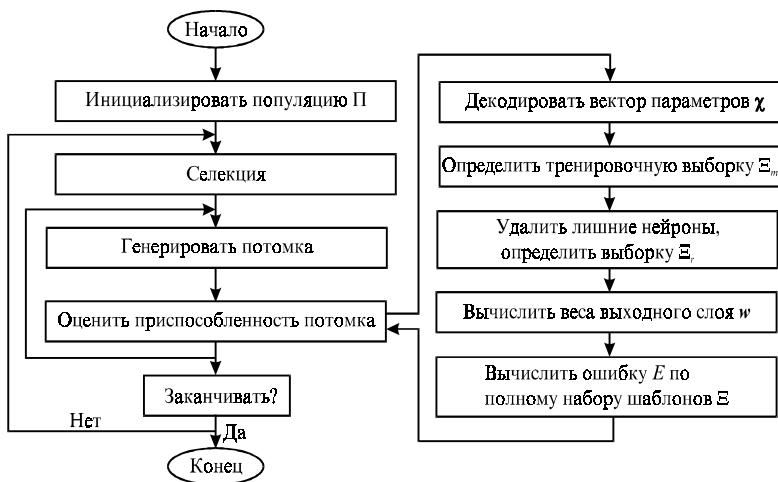 Начало
Инициализировать популяцию П
Селекция
Генерировать потомка
Оценить приспособленность потомка
Заканчивать?
Нет
Да
Конец
Декодировать вектор параметров χ
Определить тренировочную выборку Ξm
Удалить лишние нейроны,
определить выборку Ξr
Вычислить веса выходного слоя w
Вычислить ошибку E по
полному набору шаблонов Ξ